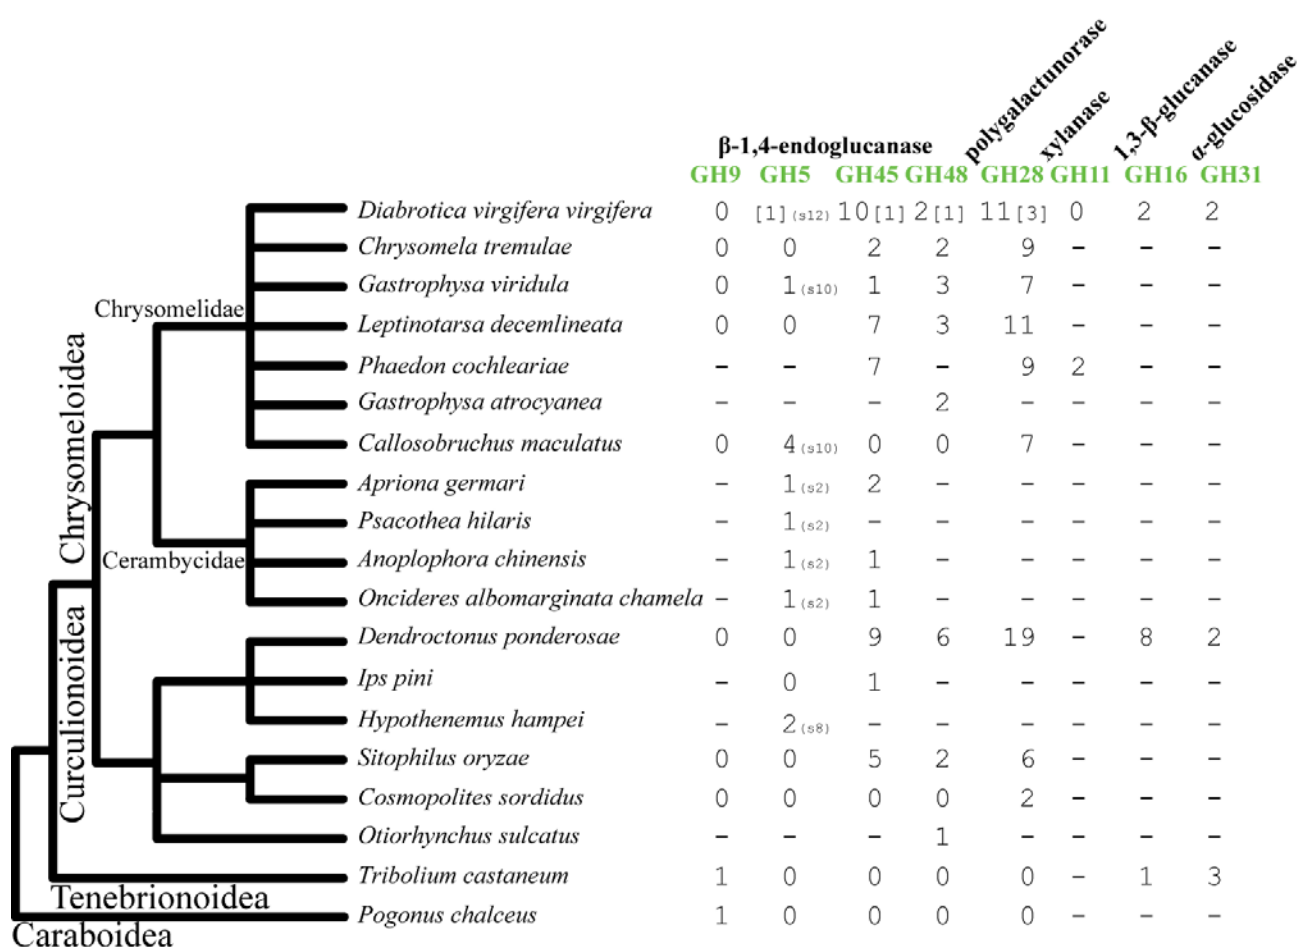 polygalactunorase
xylanase
1,3-β-glucanase
α-glucosidase
β-1,4-endoglucanase
GH9 GH5 GH45 GH48 GH28 GH11 GH16 GH31
Diabrotica virgifera virgifera 0 [1](s12) 10[1] 2[1] 11[3] 0 2 2
Chrysomela tremulae 0 0 2 2 9 – – –
Gastrophysa viridula 0 1(s10) 1 3 7 – – –
Chrysomelidae
Leptinotarsa decemlineata 0 0 7 3 11 – – –
Phaedon cochleariae – – 7 – 9 2 – –
Gastrophysa atrocyanea – – – 2 – – – –
Callosobruchus maculatus 0 4(s10) 0 0 7 – – –
Chrysomeloidea
Apriona germari – 1(s2) 2 – – – – –
Psacothea hilaris – 1(s2) – – – – – –
Cerambycidae
Anoplophora chinensis – 1(s2) 1 – – – – –
Oncideres albomarginata chamela – 1(s2) 1 – – – – –
Dendroctonus ponderosae 0 0 9 6 19 – 8 2
Ips pini – 0 1 – – – – –
Hypothenemus hampei – 2(s8) – – – – – –
Curculionoidea
Sitophilus oryzae 0 0 5 2 6 – – –
Cosmopolites sordidus 0 0 0 0 2 – – –
Otiorhynchus sulcatus – – – 1 – – – –
Tribolium castaneum 1 0 0 0 0 – 1 3
Tenebrionoidea
Pogonus chalceus 1 0 0 0 0 – – –
Caraboidea